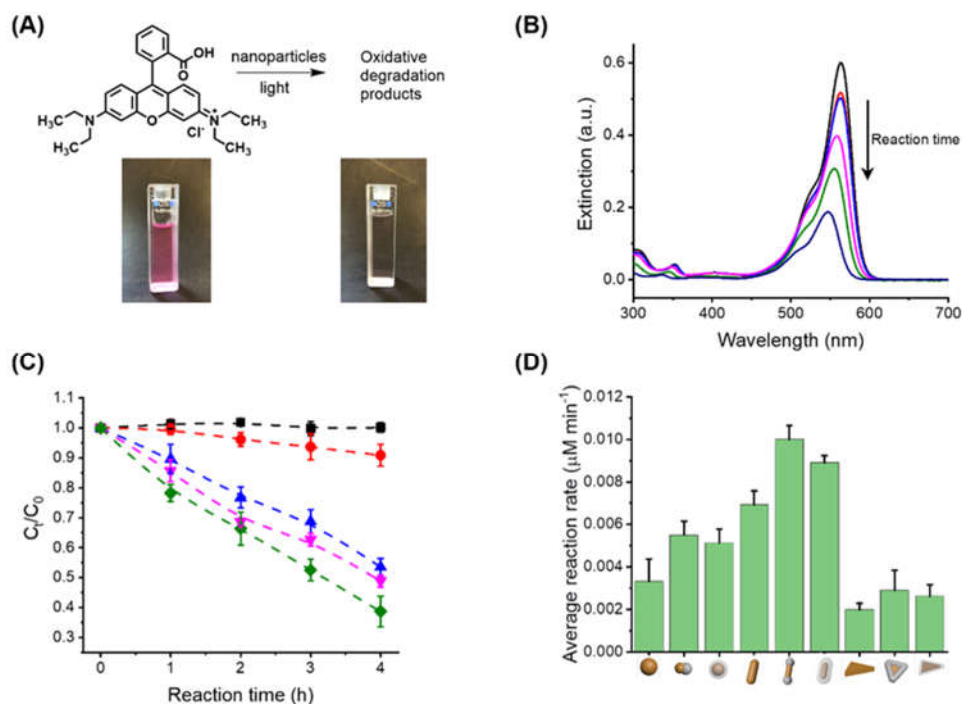 (A)
OH
O
nanoparticles
light
Oxidative
degradation
products
H₃C
N
O
N⁺
CH₃
Cl⁻
CH₃
CH₃
(B)
Extinction (a.u.)
0.6
0.4
0.2
0.0
Reaction time
300 400 500 600 700
Wavelength (nm)
(C)
Cₜ/C₀
1.1
1.0
0.9
0.8
0.7
0.6
0.5
0.4
0.3
0 1 2 3 4
Reaction time (h)
(D)
Average reaction rate (μM min⁻¹)
0.012
0.010
0.008
0.006
0.004
0.002
0.000